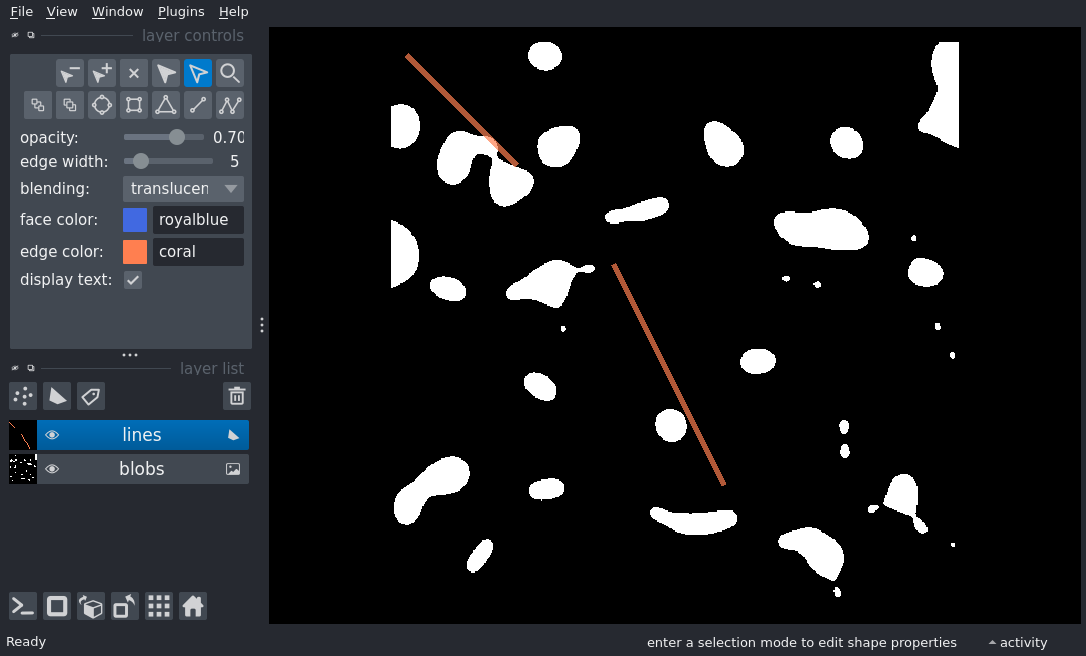 File View Window Plugins Help
layer controls
opacity: 0.70
edge width: 5
blending: translucen
face color: royalblue
edge color: coral
display text:
layer list
lines
blobs
Ready enter a selection mode to edit shape properties activity